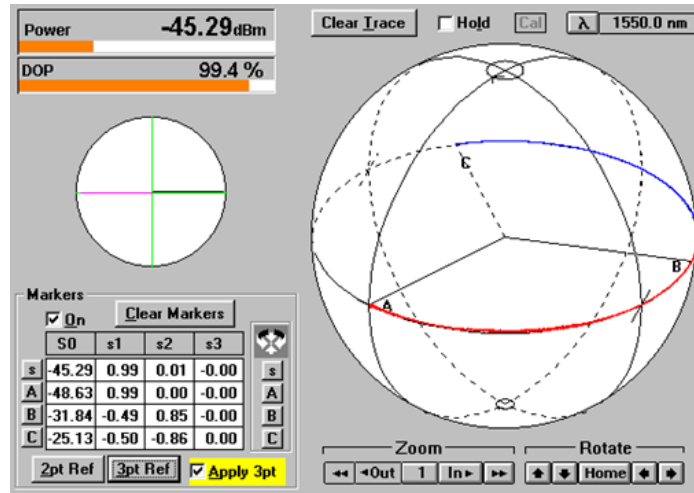 Power -45.29dBm
DOP 99.4 %
Clear Trace Hold Cal λ 1550.0 nm
C
B
A
Markers
On Clear Markers
S0 s1 s2 s3
s -45.29 0.99 0.01 -0.00 s
A -48.63 0.99 0.00 -0.00 A
B -31.84 -0.49 0.85 -0.00 B
C -25.13 -0.50 -0.86 0.00 C
2pt Ref 3pt Ref Apply 3pt
Zoom
Out 1 In
Rotate
Home